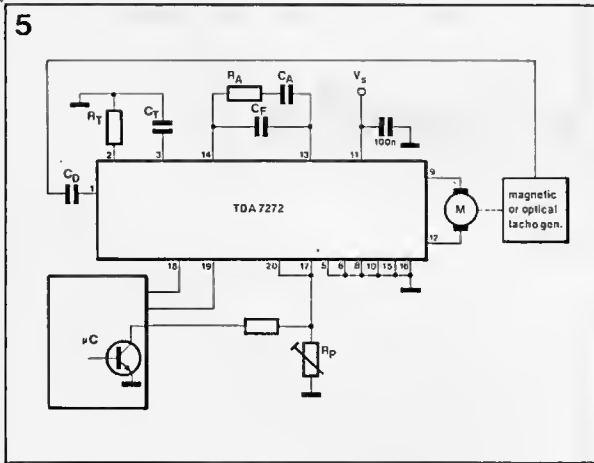 5
RA
CA
VS
RT
CT
CF
100n
2
3
14
13
11
CD
1
TDA 7272
9
M
12
magnetic
or optical
tacho gen.
18
19
20
17
5
6
8
10
15
16
µC
RP